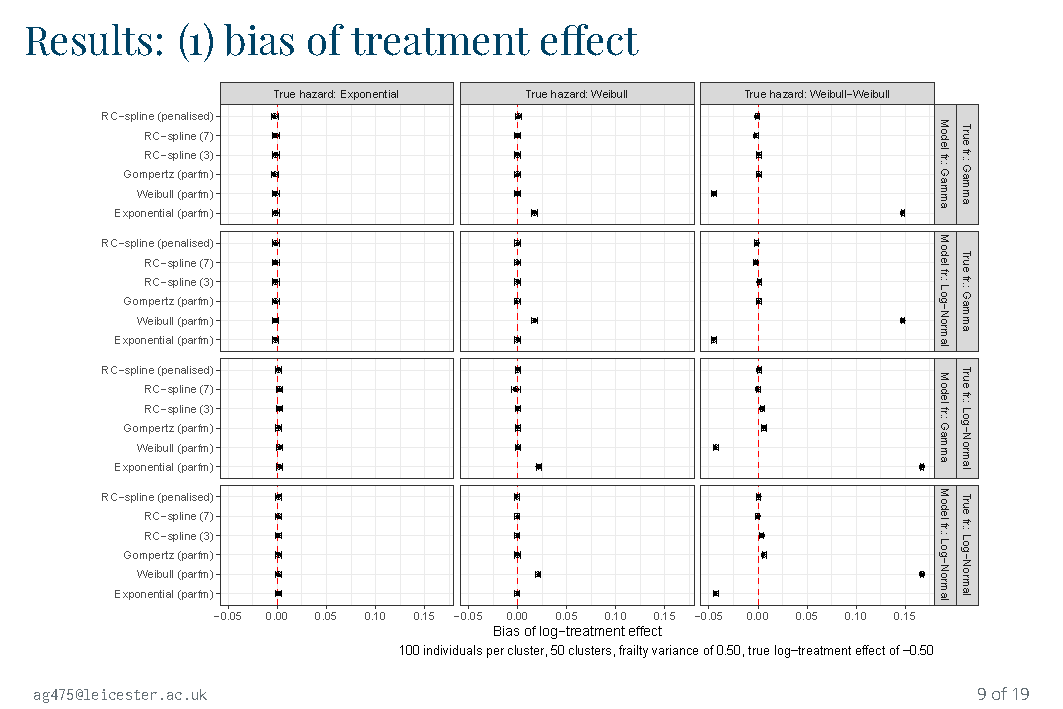 Results: (1) bias of treatment effect
True hazard: Exponential
True hazard: Weibull
True hazard: Weibull−Weibull
RC−spline (penalised)
RC−spline (7)
RC−spline (3)
Gompertz (parfm)
Weibull (parfm)
Exponential (parfm)
Model fr.: Gamma
True fr.: Gamma
RC−spline (penalised)
RC−spline (7)
RC−spline (3)
Gompertz (parfm)
Weibull (parfm)
Exponential (parfm)
Model fr.: Log−Normal
True fr.: Gamma
RC−spline (penalised)
RC−spline (7)
RC−spline (3)
Gompertz (parfm)
Weibull (parfm)
Exponential (parfm)
Model fr.: Gamma
True fr.: Log−Normal
RC−spline (penalised)
RC−spline (7)
RC−spline (3)
Gompertz (parfm)
Weibull (parfm)
Exponential (parfm)
Model fr.: Log−Normal
True fr.: Log−Normal
−0.05 0.00 0.05 0.10 0.15
−0.05 0.00 0.05 0.10 0.15
−0.05 0.00 0.05 0.10 0.15
Bias of log−treatment effect
100 individuals per cluster, 50 clusters, frailty variance of 0.50, true log−treatment effect of −0.50
ag475@leicester.ac.uk
9 of 19